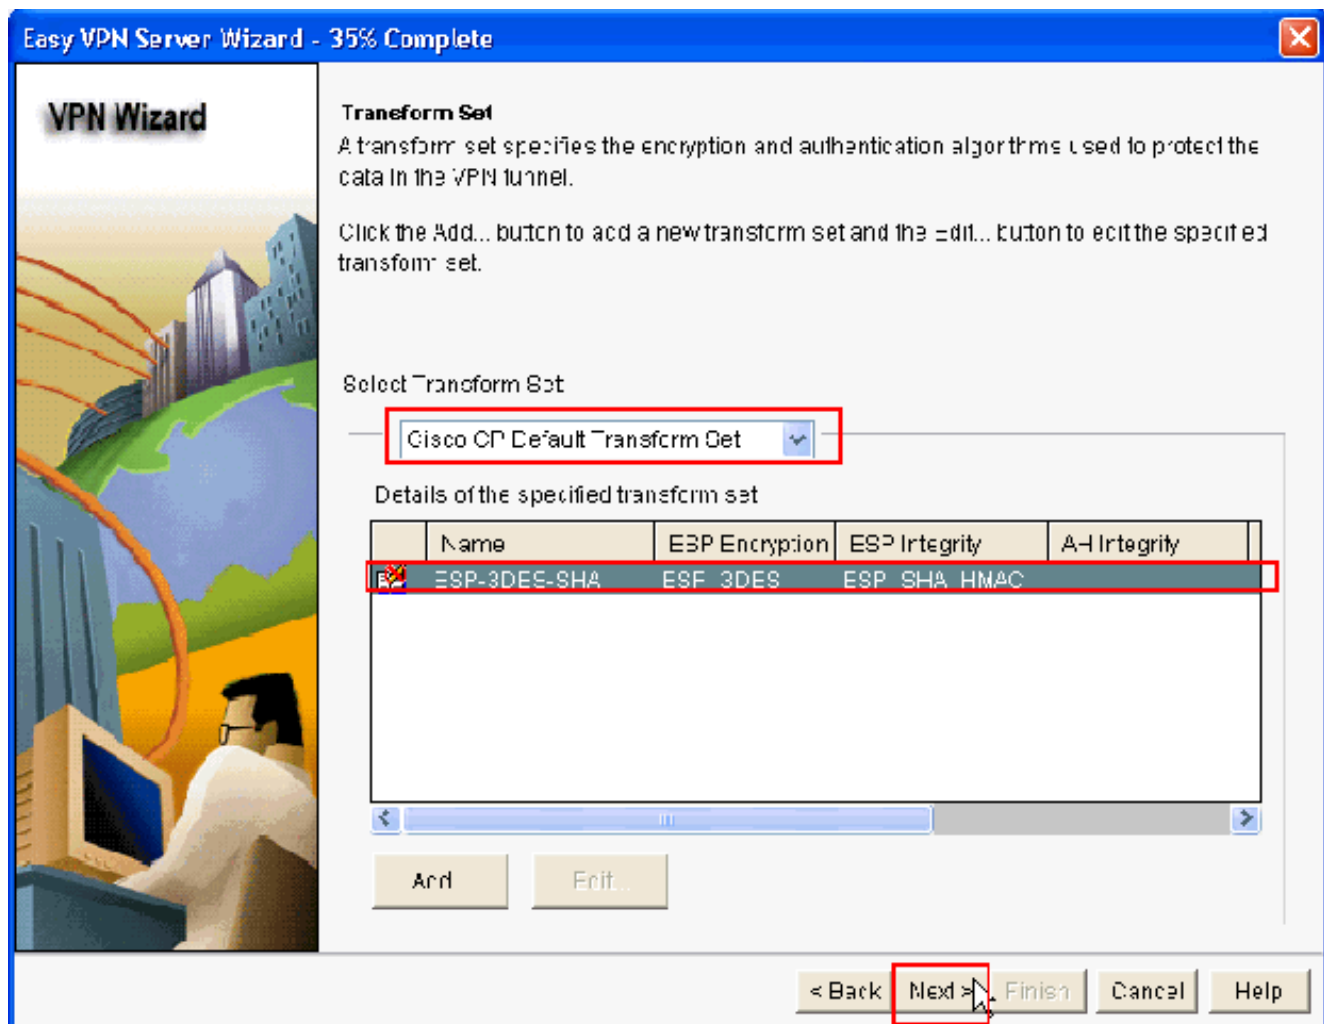 Easy VPN Server Wizard - 35% Complete
VPN Wizard
Transform Set
A transform set specifies the encryption and authentication algorithms used to protect the
data in the VPN tunnel.
Click the Add... button to add a new transform set and the Edit... button to edit the specified
transform set.
Select Transform Set
Cisco CP Default Transform Set
Details of the specified transform set
Name ESP Encryption ESP Integrity AH Integrity
ESP-3DES-SHA ESP_3DES ESP_SHA_HMAC
Add... Edit...
< Back Next > Finish Cancel Help